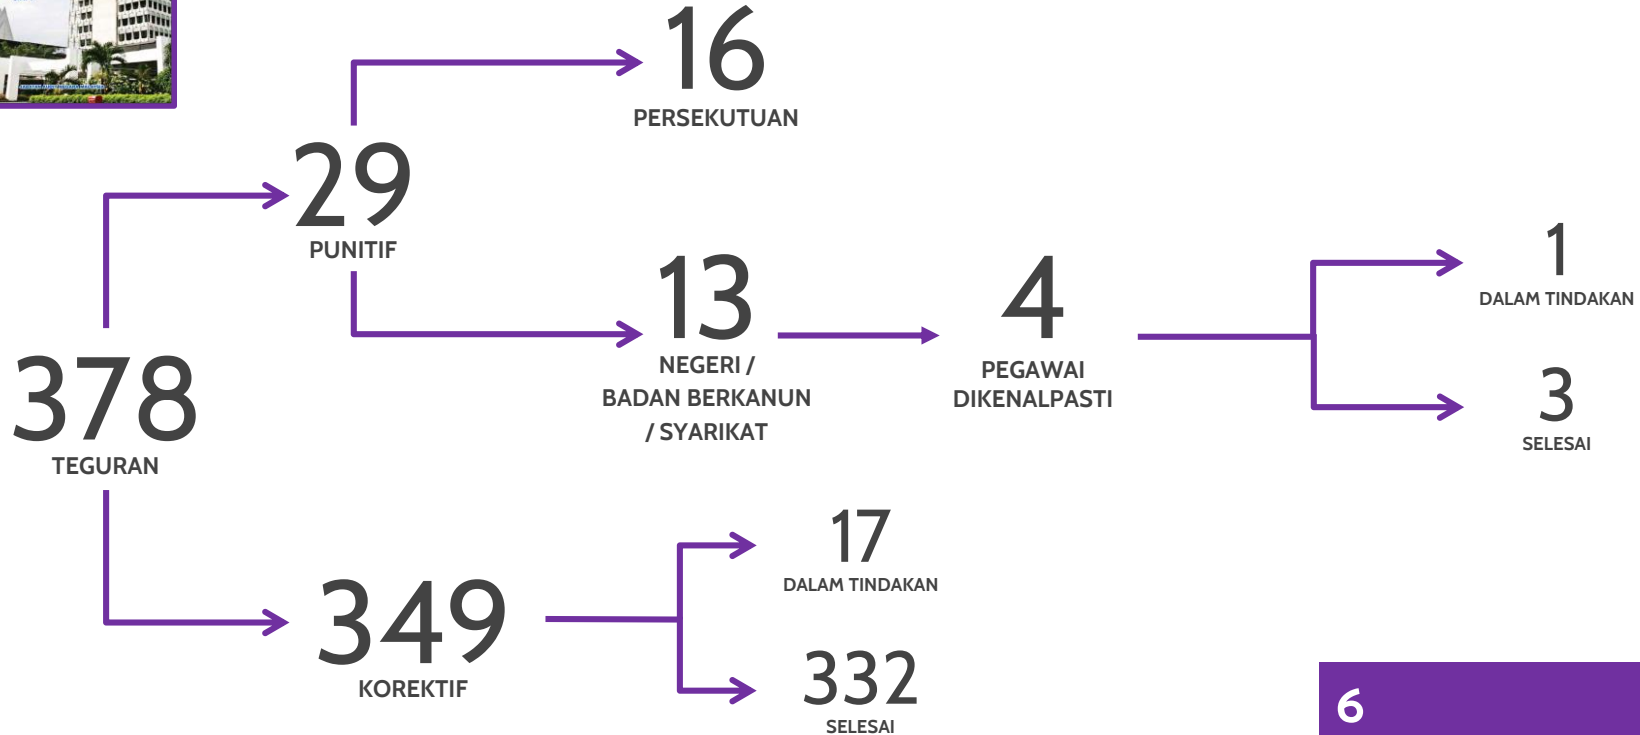 16
PERSEKUTUAN
29
PUNITIF
13
NEGERI /
BADAN BERKANUN
/ SYARIKAT
4
PEGAWAI
DIKENALPASTI
1
DALAM TINDAKAN
3
SELESAI
378
TEGURAN
17
DALAM TINDAKAN
349
KOREKTIF
332
SELESAI
6